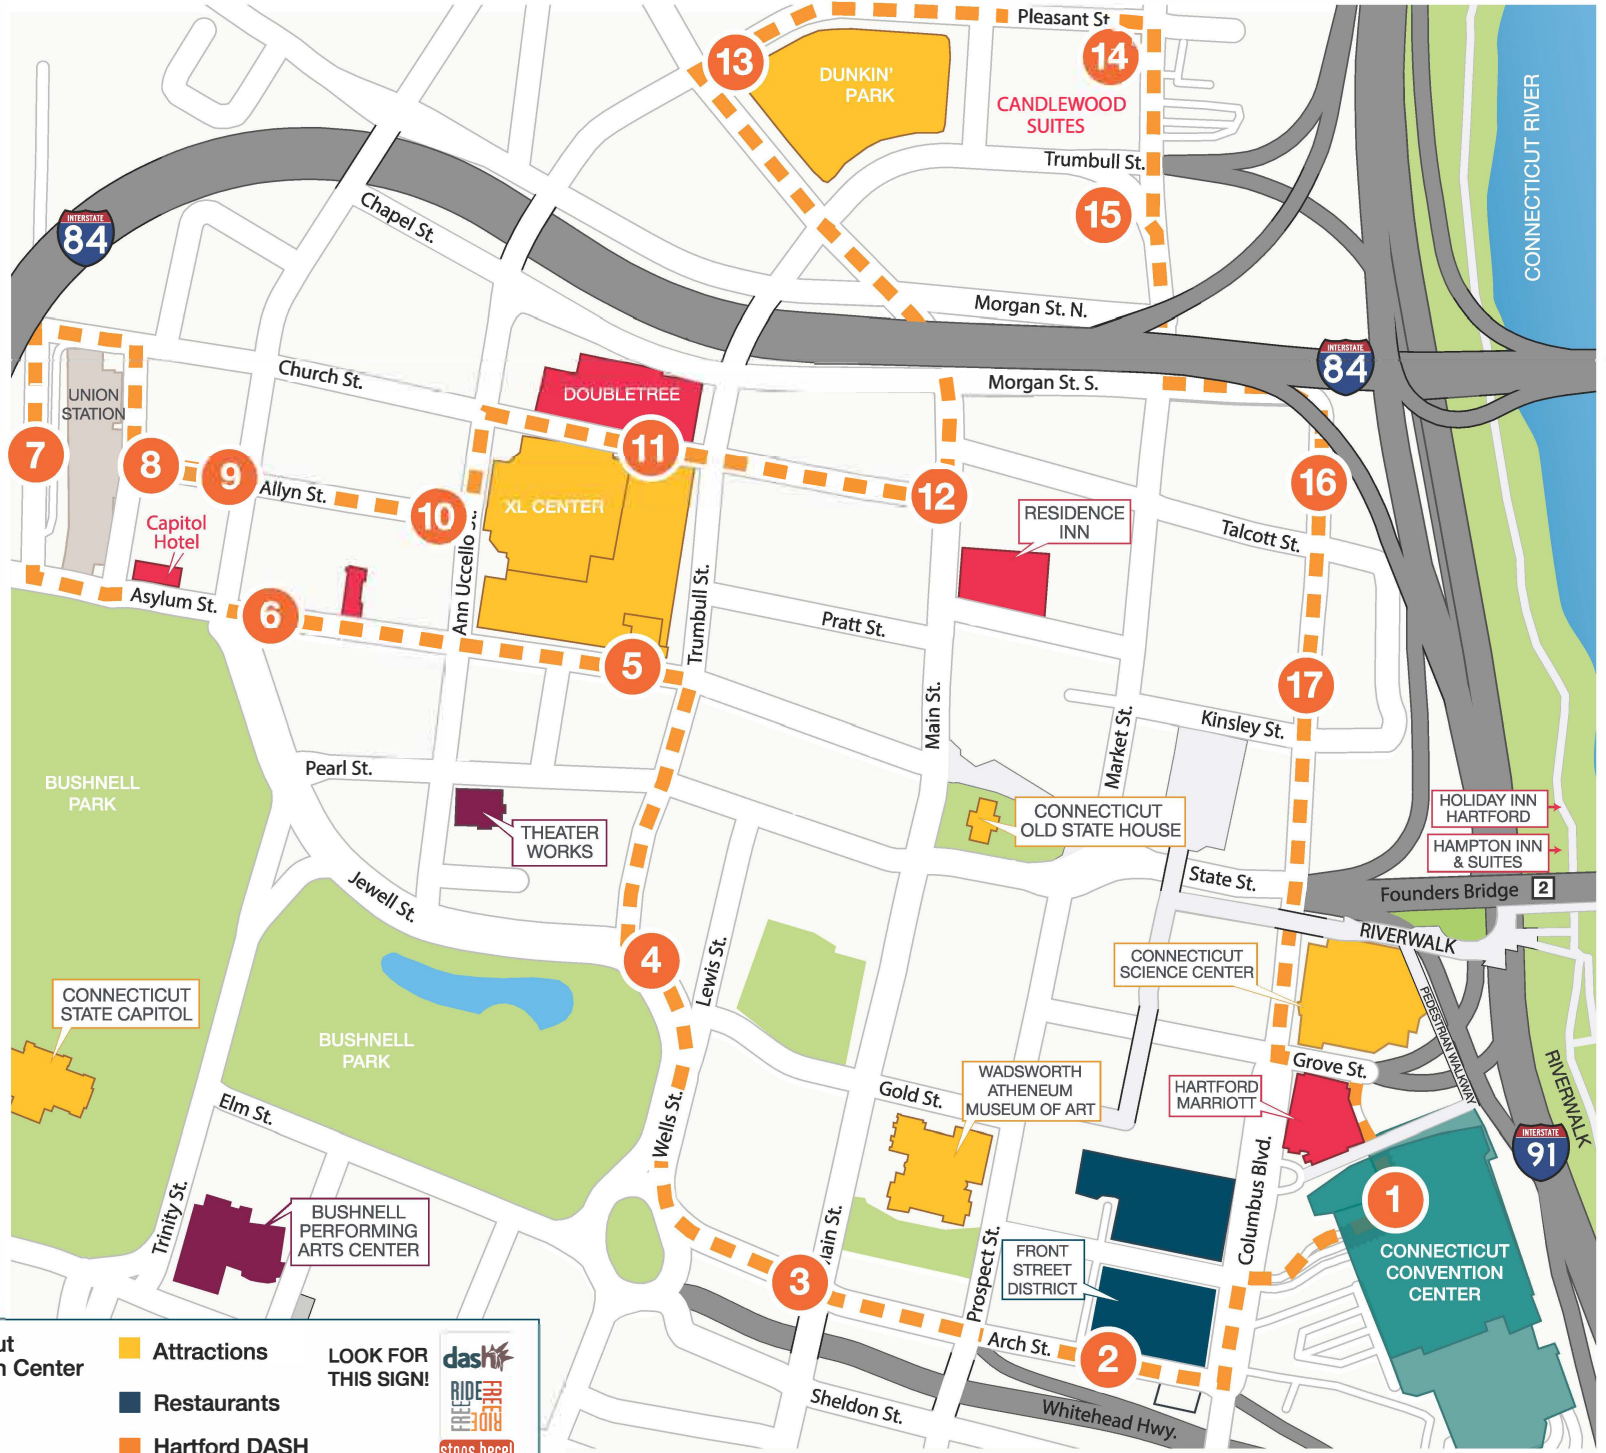 Pleasant St
13
14
DUNKIN'
PARK
CANDLEWOOD
SUITES
CONNECTICUT RIVER
Trumbull St.
15
Chapel St.
INTERSTATE
84
Morgan St. N.
INTERSTATE
84
Church St.
Morgan St. S.
DOUBLETREE
UNION
STATION
7
8
9
Allyn St.
10
11
12
16
XL CENTER
RESIDENCE
INN
Capitol
Hotel
Talcott St.
Ann Uccello St.
Asylum St.
6
Trumbull St.
Pratt St.
5
17
Main St.
Market St.
Kinsley St.
Pearl St.
BUSHNELL
PARK
HOLIDAY INN
HARTFORD
CONNECTICUT
OLD STATE HOUSE
THEATER
WORKS
HAMPTON INN
& SUITES
Jewell St.
State St.
Founders Bridge 2
RIVERWALK
4
Lewis St.
CONNECTICUT
SCIENCE CENTER
PEDESTRIAN WALKWAY
CONNECTICUT
STATE CAPITOL
BUSHNELL
PARK
Grove St.
WADSWORTH
ATHENEUM
MUSEUM OF ART
HARTFORD
MARRIOTT
Gold St.
RIVERWALK
Elm St.
Wells St.
INTERSTATE
91
Columbus Blvd.
1
Trinity St.
BUSHNELL
PERFORMING
ARTS CENTER
Main St.
Prospect St.
FRONT
STREET
DISTRICT
CONNECTICUT
CONVENTION
CENTER
3
Arch St.
2
Whitehead Hwy.
Sheldon St.
ut
n Center
Attractions
Restaurants
Hartford DASH
LOOK FOR
THIS SIGN!
dash
RIDE FREE
FREE RIDE
stops here!